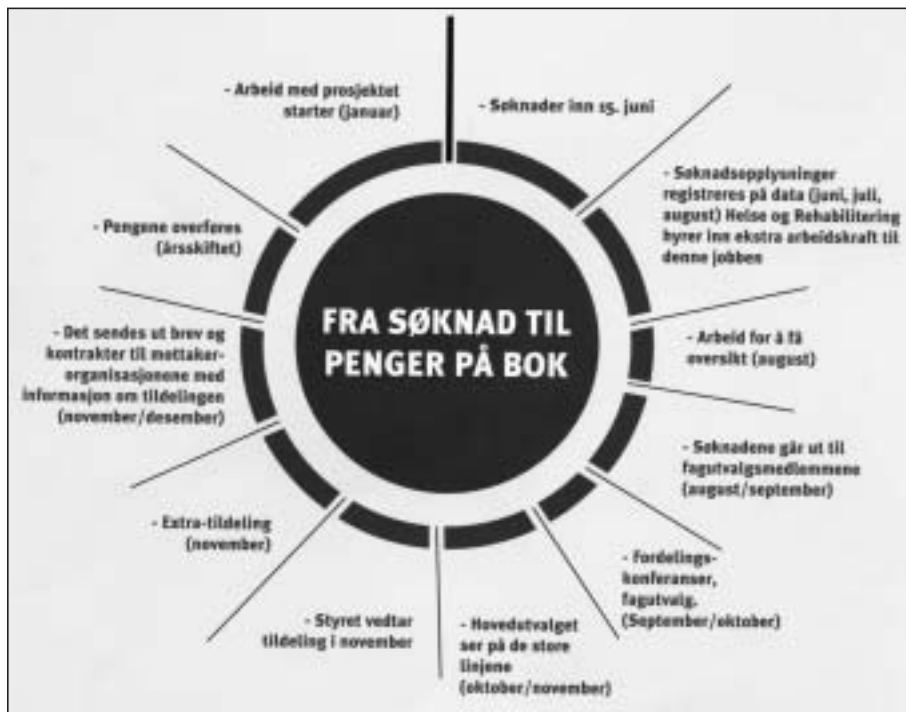 FRA SØKNAD TIL
PENGER PÅ BOK
- Søknader inn 15. juni
- Søknadsopplysninger
registreres på data (juni, juli,
august) Helse og Rehabilitering
hyrer inn ekstra arbeidskraft til
denne jobben
- Arbeid for å få
oversikt (august)
- Søknadene går ut til
fagutvalgsmedlemmene
(august/september)
- Fordelings-
konferanser,
fagutvalg.
(September/oktober)
- Hovedutvalget
ser på de store
linjene
(oktober/november)
- Styret vedtar
tildeling i november
- Extra-tildeling
(november)
- Det sendes ut brev og
kontrakter til mottaker-
organisasjonene med
informasjon om tildelingen
(november/desember)
- Pengene overføres
(årsskiftet)
- Arbeid med prosjektet
starter (januar)